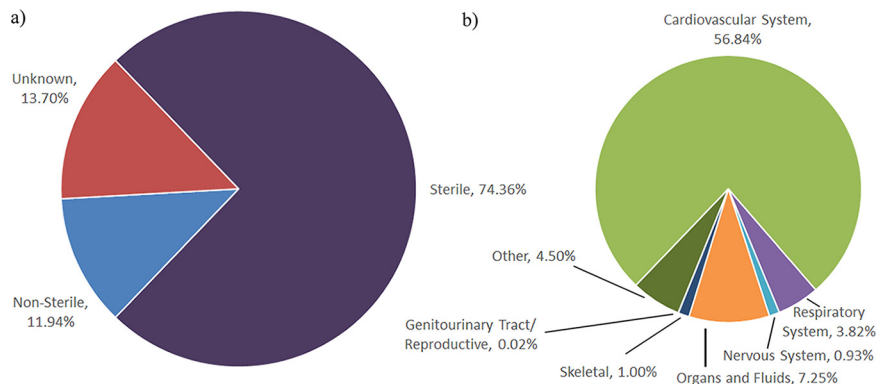 a)
Unknown,
13.70%
Sterile, 74.36%
Non-Sterile,
11.94%
b)
Cardiovascular System,
56.84%
Other, 4.50%
Genitourinary Tract/
Reproductive, 0.02%
Skeletal, 1.00%
Organs and Fluids, 7.25%
Nervous System, 0.93%
Respiratory
System, 3.82%